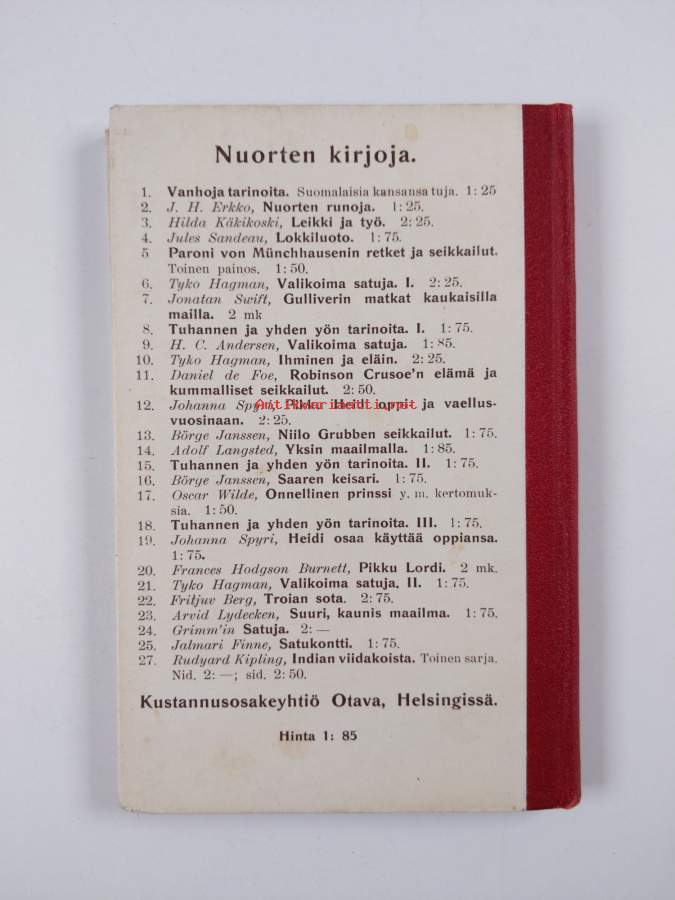 Nuorten kirjoja.
1. Vanhoja tarinoita. Suomalaisia kansansatuja. 1: 25
2. J. H. Erkko, Nuorten runoja. 1: 25.
3. Hilda Käkikoski, Leikki ja työ. 2: 25.
4. Jules Sandeau, Lokkiluoto. 1: 75.
5 Paroni von Münchhausenin retket ja seikkailut.
Toinen painos. 1: 50.
6. Tyko Hagman, Valikoima satuja. I. 2: 25.
7. Jonatan Swift, Gulliverin matkat kaukaisilla
mailla. 2 mk
8. Tuhannen ja yhden yön tarinoita. I. 1: 75.
9. H. C. Andersen, Valikoima satuja. 1: 85.
10. Tyko Hagman, Ihminen ja eläin. 2: 25.
11. Daniel de Foe, Robinson Crusoe'n elämä ja
kummalliset seikkailut. 2: 50.
12. Johanna Spyri, Pikku Heidi oppi- ja vaellus-
vuosinaan. 2: 25.
13. Börge Janssen, Niilo Grubben seikkailut. 1: 75.
14. Adolf Langsted, Yksin maailmalla. 1: 85.
15. Tuhannen ja yhden yön tarinoita. II. 1: 75.
16. Börge Janssen, Saaren keisari. 1: 75.
17. Oscar Wilde, Onnellinen prinssi y. m. kertomuk-
sia. 1: 50.
18. Tuhannen ja yhden yön tarinoita. III. 1: 75.
19. Johanna Spyri, Heidi osaa käyttää oppiansa.
1: 75.
20. Frances Hodgson Burnett, Pikku Lordi. 2 mk.
21. Tyko Hagman, Valikoima satuja, II. 1: 75.
22. Fritjuv Berg, Troian sota. 2: 75.
23. Arvid Lydecken, Suuri, kaunis maailma. 1: 75.
24. Grimm'in Satuja. 2: —
25. Jalmari Finne, Satukontti. 1: 75.
27. Rudyard Kipling, Indian viidakoista. Toinen sarja.
Nid. 2: —; sid. 2: 50.
Kustannusosakeyhtiö Otava, Helsingissä.
Hinta 1: 85